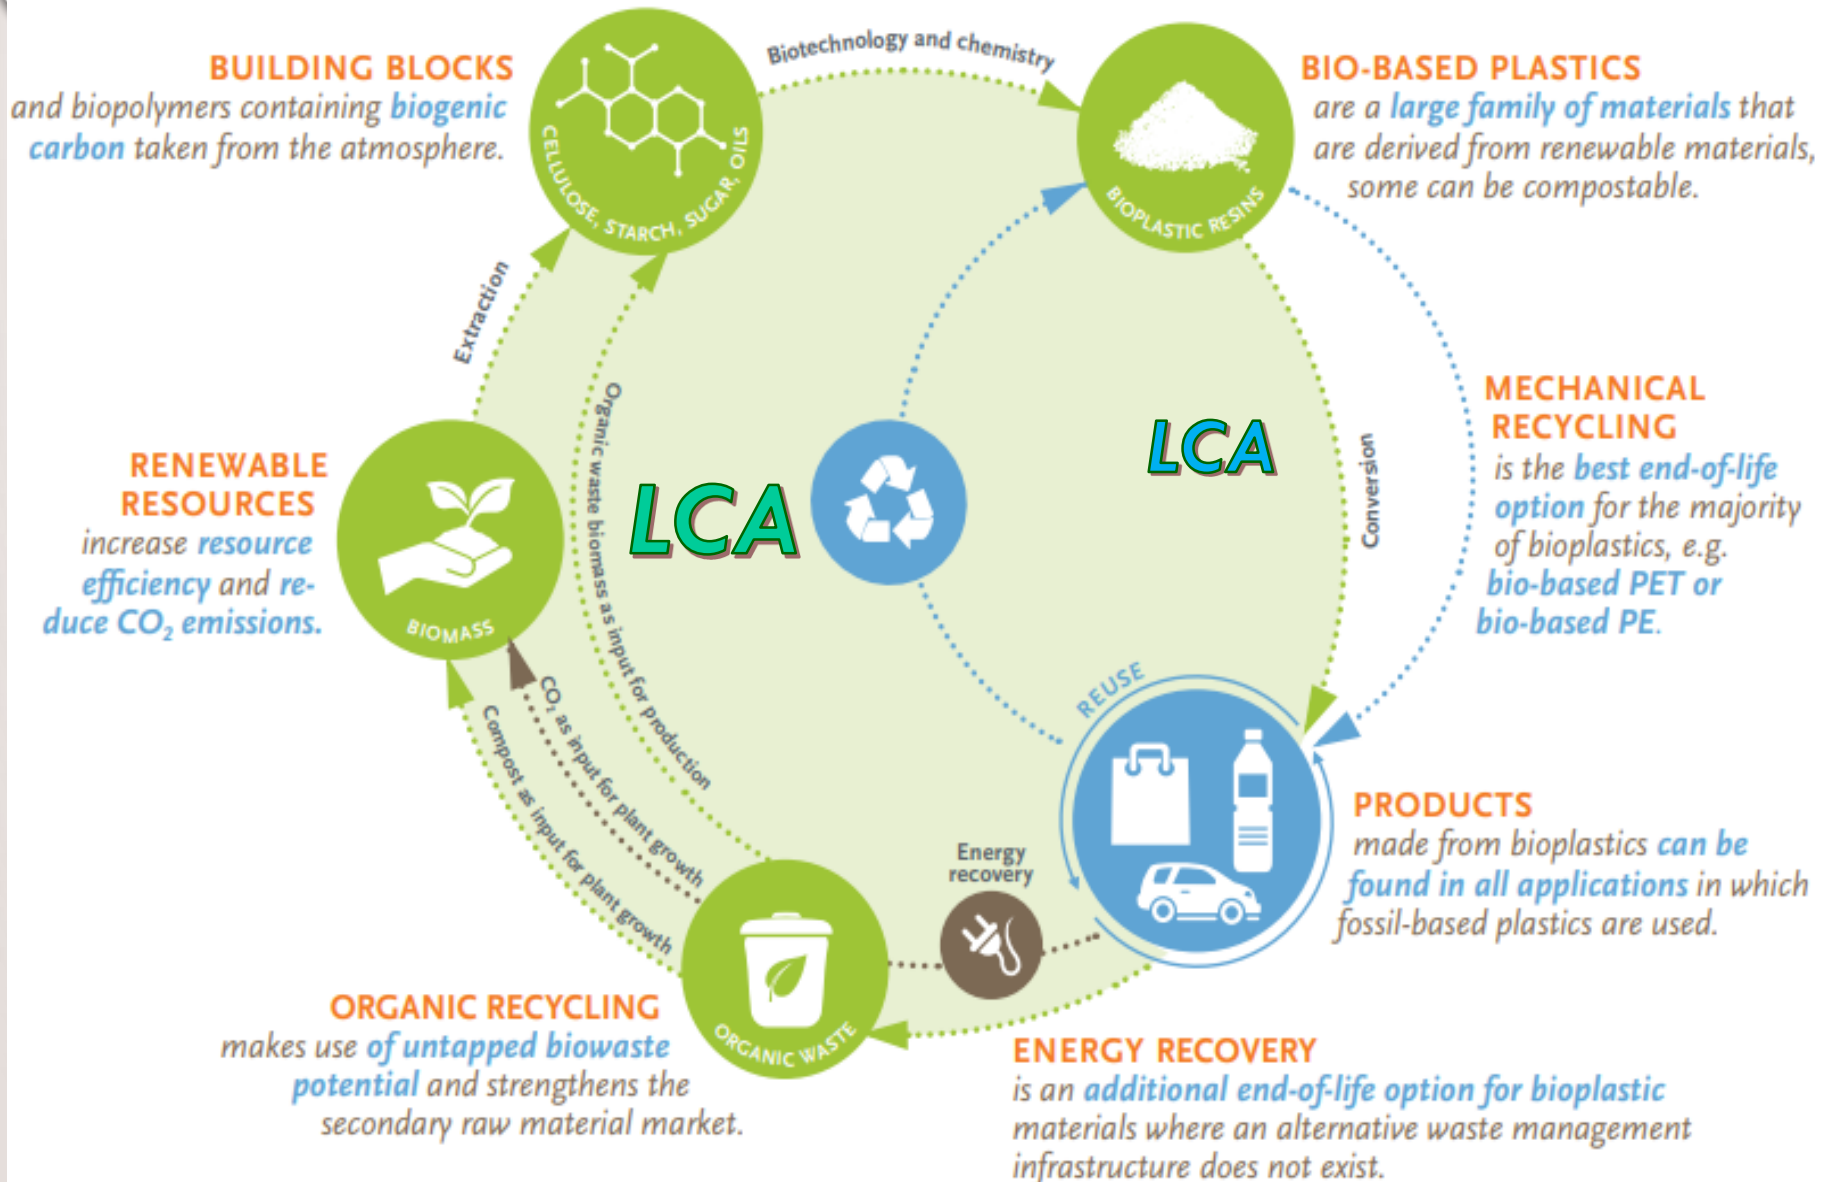 BUILDING BLOCKS
and biopolymers containing biogenic
carbon taken from the atmosphere.
CELLULOSE, STARCH, SUGAR, OILS
Biotechnology and chemistry
BIOPLASTIC RESINS
BIO-BASED PLASTICS
are a large family of materials that
are derived from renewable materials,
some can be compostable.
Extraction
Organic waste biomass as input for production
LCA
LCA
Conversion
MECHANICAL
RECYCLING
is the best end-of-life
option for the majority
of bioplastics, e.g.
bio-based PET or
bio-based PE.
RENEWABLE
RESOURCES
increase resource
efficiency and re-
duce CO₂ emissions.
BIOMASS
CO₂ as input for plant growth
Compost as input for plant growth
REUSE
PRODUCTS
made from bioplastics can be
found in all applications in which
fossil-based plastics are used.
Energy
recovery
ORGANIC WASTE
ORGANIC RECYCLING
makes use of untapped biowaste
potential and strengthens the
secondary raw material market.
ENERGY RECOVERY
is an additional end-of-life option for bioplastic
materials where an alternative waste management
infrastructure does not exist.